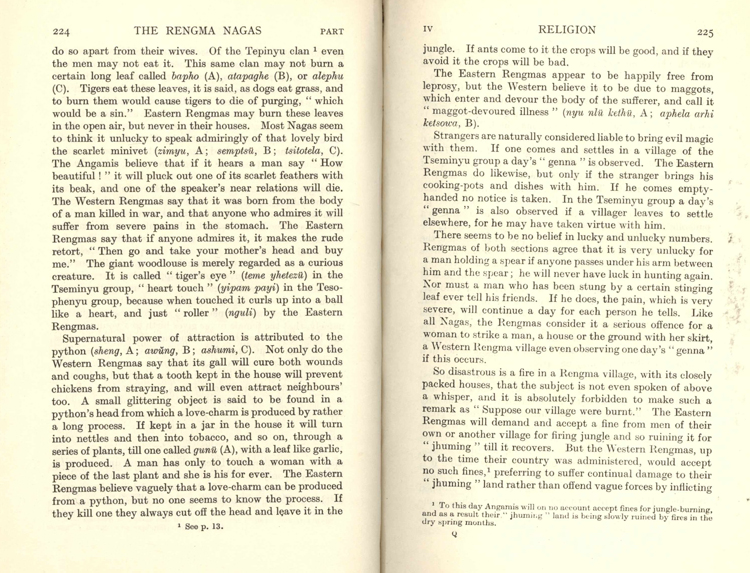 224 THE RENGMA NAGAS PART
do so apart from their wives. Of the Tepinyu clan ¹ even
the men may not eat it. This same clan may not burn a
certain long leaf called bapho (A), atapaghe (B), or alephu
(C). Tigers eat these leaves, it is said, as dogs eat grass, and
to burn them would cause tigers to die of purging, “ which
would be a sin.” Eastern Rengmas may burn these leaves
in the open air, but never in their houses. Most Nagas seem
to think it unlucky to speak admiringly of that lovely bird
the scarlet minivet (zimyu, A; semptsü, B; tsitotela, C).
The Angamis believe that if it hears a man say “ How
beautiful ! ” it will pluck out one of its scarlet feathers with
its beak, and one of the speaker’s near relations will die.
The Western Rengmas say that it was born from the body
of a man killed in war, and that anyone who admires it will
suffer from severe pains in the stomach. The Eastern
Rengmas say that if anyone admires it, it makes the rude
retort, “ Then go and take your mother’s head and buy
me.” The giant woodlouse is merely regarded as a curious
creature. It is called “ tiger’s eye ” (teme yhetezü) in the
Tseminyu group, “ heart touch ” (yipam payi) in the Teso-
phenyu group, because when touched it curls up into a ball
like a heart, and just “ roller ” (nguli) by the Eastern
Rengmas.
Supernatural power of attraction is attributed to the
python (sheng, A; awüng, B; ashumi, C). Not only do the
Western Rengmas say that its gall will cure both wounds
and coughs, but that a tooth kept in the house will prevent
chickens from straying, and will even attract neighbours’
too. A small glittering object is said to be found in a
python’s head from which a love-charm is produced by rather
a long process. If kept in a jar in the house it will turn
into nettles and then into tobacco, and so on, through a
series of plants, till one called gunü (A), with a leaf like garlic,
is produced. A man has only to touch a woman with a
piece of the last plant and she is his for ever. The Eastern
Rengmas believe vaguely that a love-charm can be produced
from a python, but no one seems to know the process. If
they kill one they always cut off the head and leave it in the
¹ See p. 13.
IV RELIGION 225
jungle. If ants come to it the crops will be good, and if they
avoid it the crops will be bad.
The Eastern Rengmas appear to be happily free from
leprosy, but the Western believe it to be due to maggots,
which enter and devour the body of the sufferer, and call it
“ maggot-devoured illness ” (nyu nlü kethü, A; aphela arhi
ketsowa, B).
Strangers are naturally considered liable to bring evil magic
with them. If one comes and settles in a village of the
Tseminyu group a day’s “ genna ” is observed. The Eastern
Rengmas do likewise, but only if the stranger brings his
cooking-pots and dishes with him. If he comes empty-
handed no notice is taken. In the Tseminyu group a day’s
“ genna ” is also observed if a villager leaves to settle
elsewhere, for he may have taken virtue with him.
There seems to be no belief in lucky and unlucky numbers.
Rengmas of both sections agree that it is very unlucky for
a man holding a spear if anyone passes under his arm between
him and the spear; he will never have luck in hunting again.
Nor must a man who has been stung by a certain stinging
leaf ever tell his friends. If he does, the pain, which is very
severe, will continue a day for each person he tells. Like
all Nagas, the Rengmas consider it a serious offence for a
woman to strike a man, a house or the ground with her skirt,
a Western Rengma village even observing one day’s “ genna ”
if this occurs.
So disastrous is a fire in a Rengma village, with its closely
packed houses, that the subject is not even spoken of above
a whisper, and it is absolutely forbidden to make such a
remark as “ Suppose our village were burnt.” The Eastern
Rengmas will demand and accept a fine from men of their
own or another village for firing jungle and so ruining it for
“ jhuming ” till it recovers. But the Western Rengmas, up
to the time their country was administered, would accept
no such fines,¹ preferring to suffer continual damage to their
“ jhuming ” land rather than offend vague forces by inflicting
¹ To this day Angamis will on no account accept fines for jungle-burning,
and as a result their “ jhuming ” land is being slowly ruined by fires in the
dry spring months.
Q